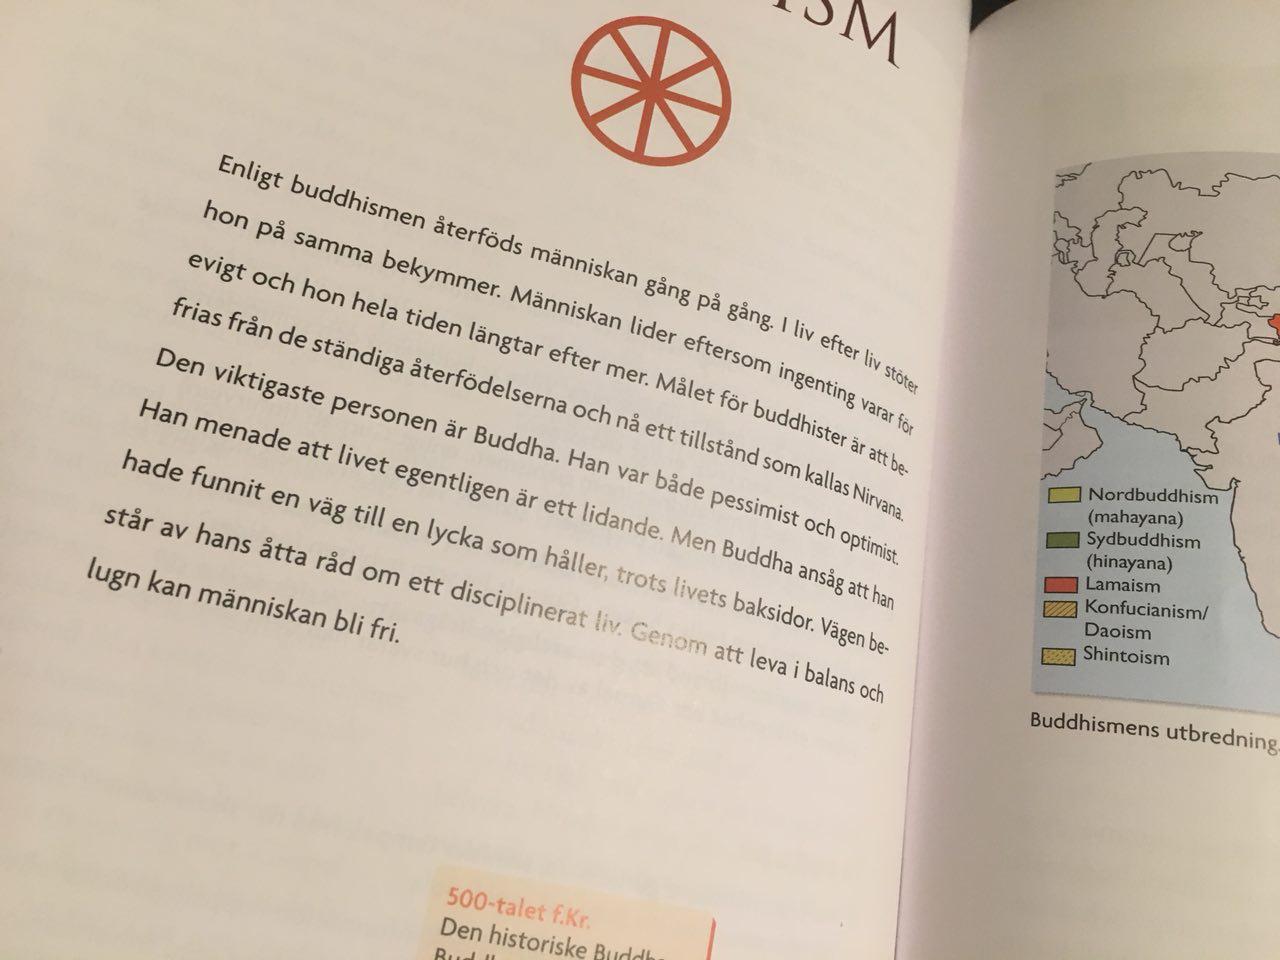 ISM
Enligt buddhismen återföds människan gång på gång. I liv efter liv stöter
hon på samma bekymmer. Människan lider eftersom ingenting varar för
evigt och hon hela tiden längtar efter mer. Målet för buddhister är att be-
frias från de ständiga återfödelserna och nå ett tillstånd som kallas Nirvana.
Den viktigaste personen är Buddha. Han var både pessimist och optimist.
Han menade att livet egentligen är ett lidande. Men Buddha ansåg att han
hade funnit en väg till en lycka som håller, trots livets baksidor. Vägen be-
står av hans åtta råd om ett disciplinerat liv. Genom att leva i balans och
lugn kan människan bli fri.
500-talet f.Kr.
Den historiske Buddha
Nordbuddhism
(mahayana)
Sydbuddhism
(hinayana)
Lamaism
Konfucianism/
Daoism
Shintoism
Buddhismens utbredning.